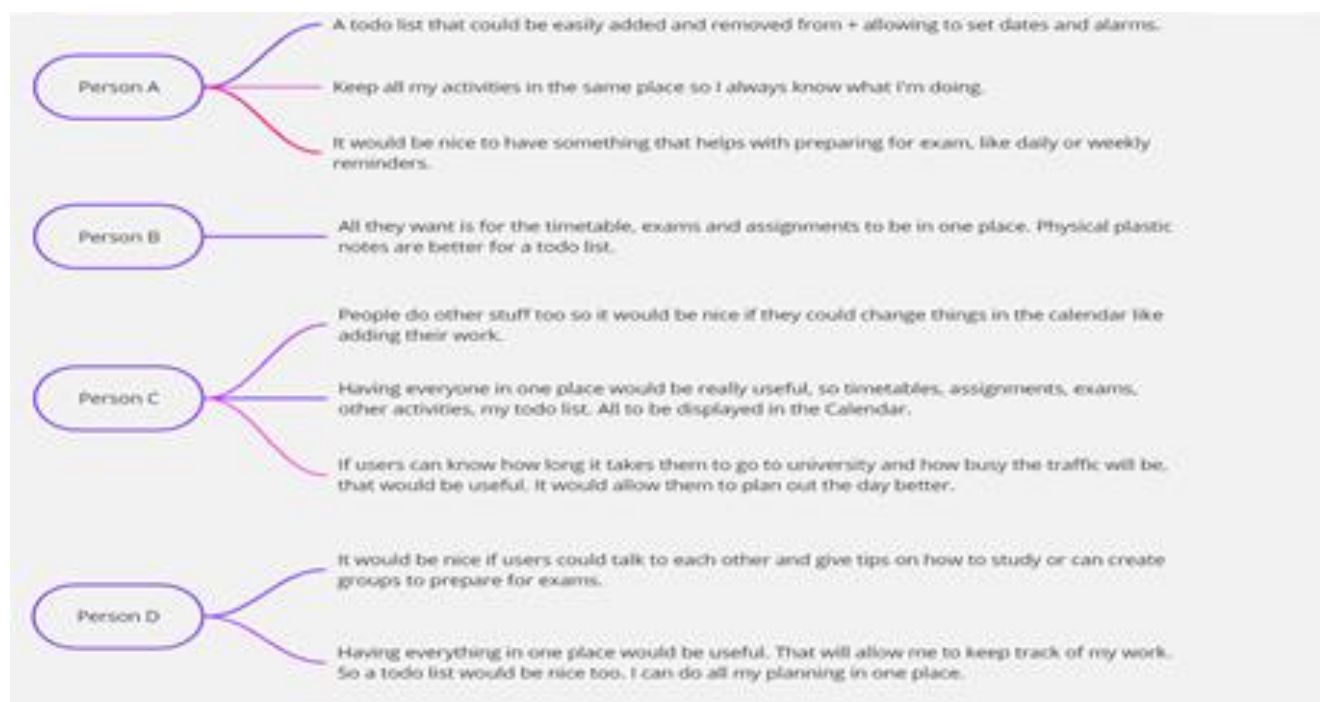 A todo list that could be easily added and removed from + allowing to set dates and alarms.
Person A
Keep all my activities in the same place so I always know what I'm doing.
It would be nice to have something that helps with preparing for exam, like daily or weekly
reminders.
Person B
All they want is for the timetable, exams and assignments to be in one place. Physical plastic
notes are better for a todo list.
People do other stuff too so it would be nice if they could change things in the calendar like
adding their work.
Person C
Having everyone in one place would be really useful, so timetables, assignments, exams,
other activities, my todo list. All to be displayed in the Calendar.
If users can know how long it takes them to go to university and how busy the traffic will be,
that would be useful. It would allow them to plan out the day better.
It would be nice if users could talk to each other and give tips on how to study or can create
groups to prepare for exams.
Person D
Having everything in one place would be useful. That will allow me to keep track of my work.
So a todo list would be nice too. I can do all my planning in one place.